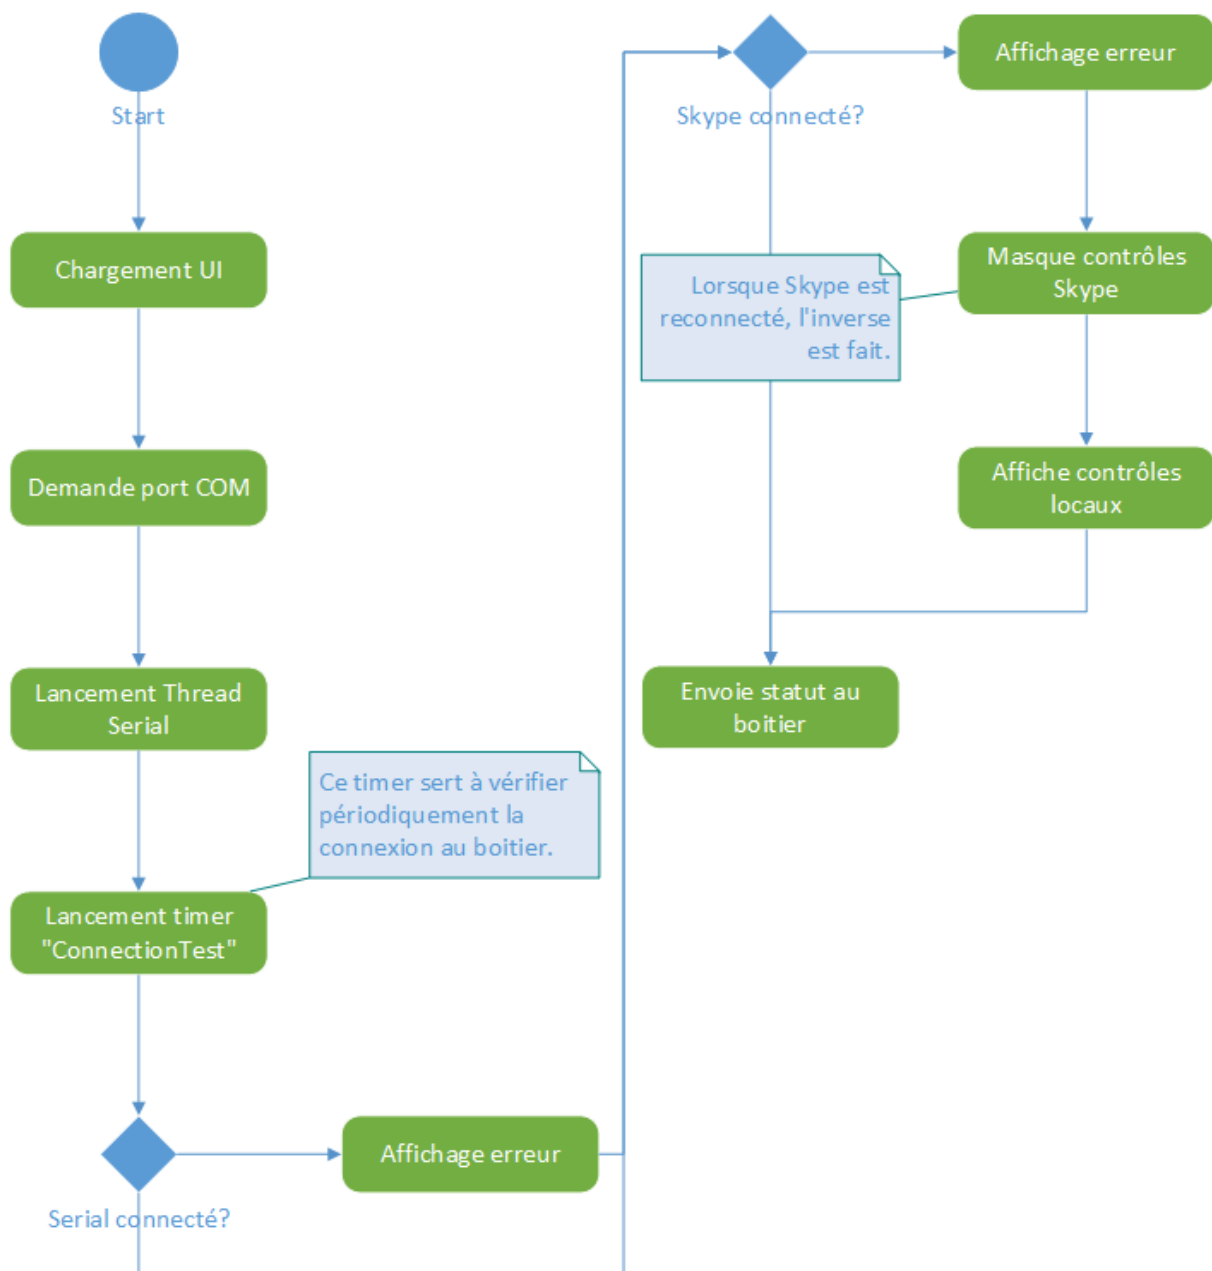 Start
Chargement UI
Demande port COM
Lancement Thread
Serial
Ce timer sert à vérifier
périodiquement la
connexion au boitier.
Lancement timer
"ConnectionTest"
Affichage erreur
Serial connecté?
Skype connecté?
Affichage erreur
Lorsque Skype est
reconnecté, l'inverse
est fait.
Masque contrôles
Skype
Affiche contrôles
locaux
Envoie statut au
boitier